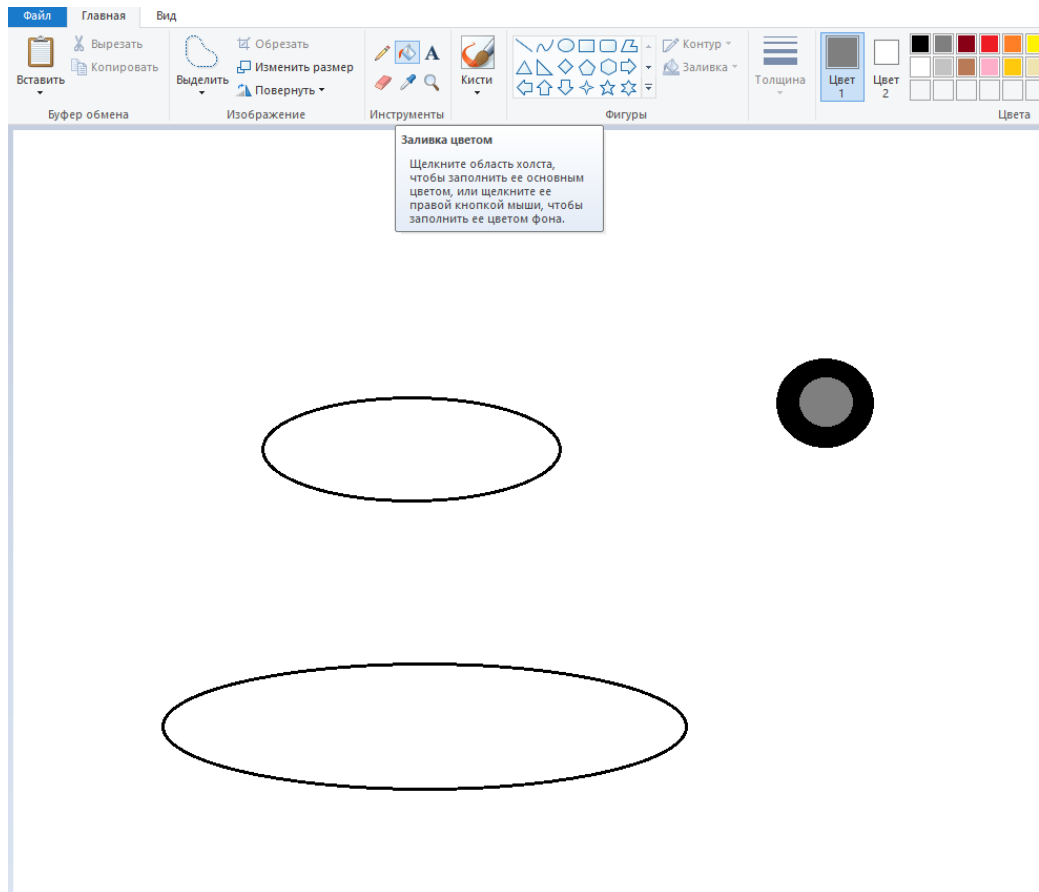 Файл Главная Вид
Вставить
Вырезать
Копировать
Буфер обмена
Выделить
Обрезать
Изменить размер
Повернуть
Изображение
A
Инструменты
Кисти
Контур
Заливка
Фигуры
Толщина
Цвет
1
Цвет
2
Цвета
Заливка цветом
Щелкните область холста,
чтобы заполнить ее основным
цветом, или щелкните ее
правой кнопкой мыши, чтобы
заполнить ее цветом фона.